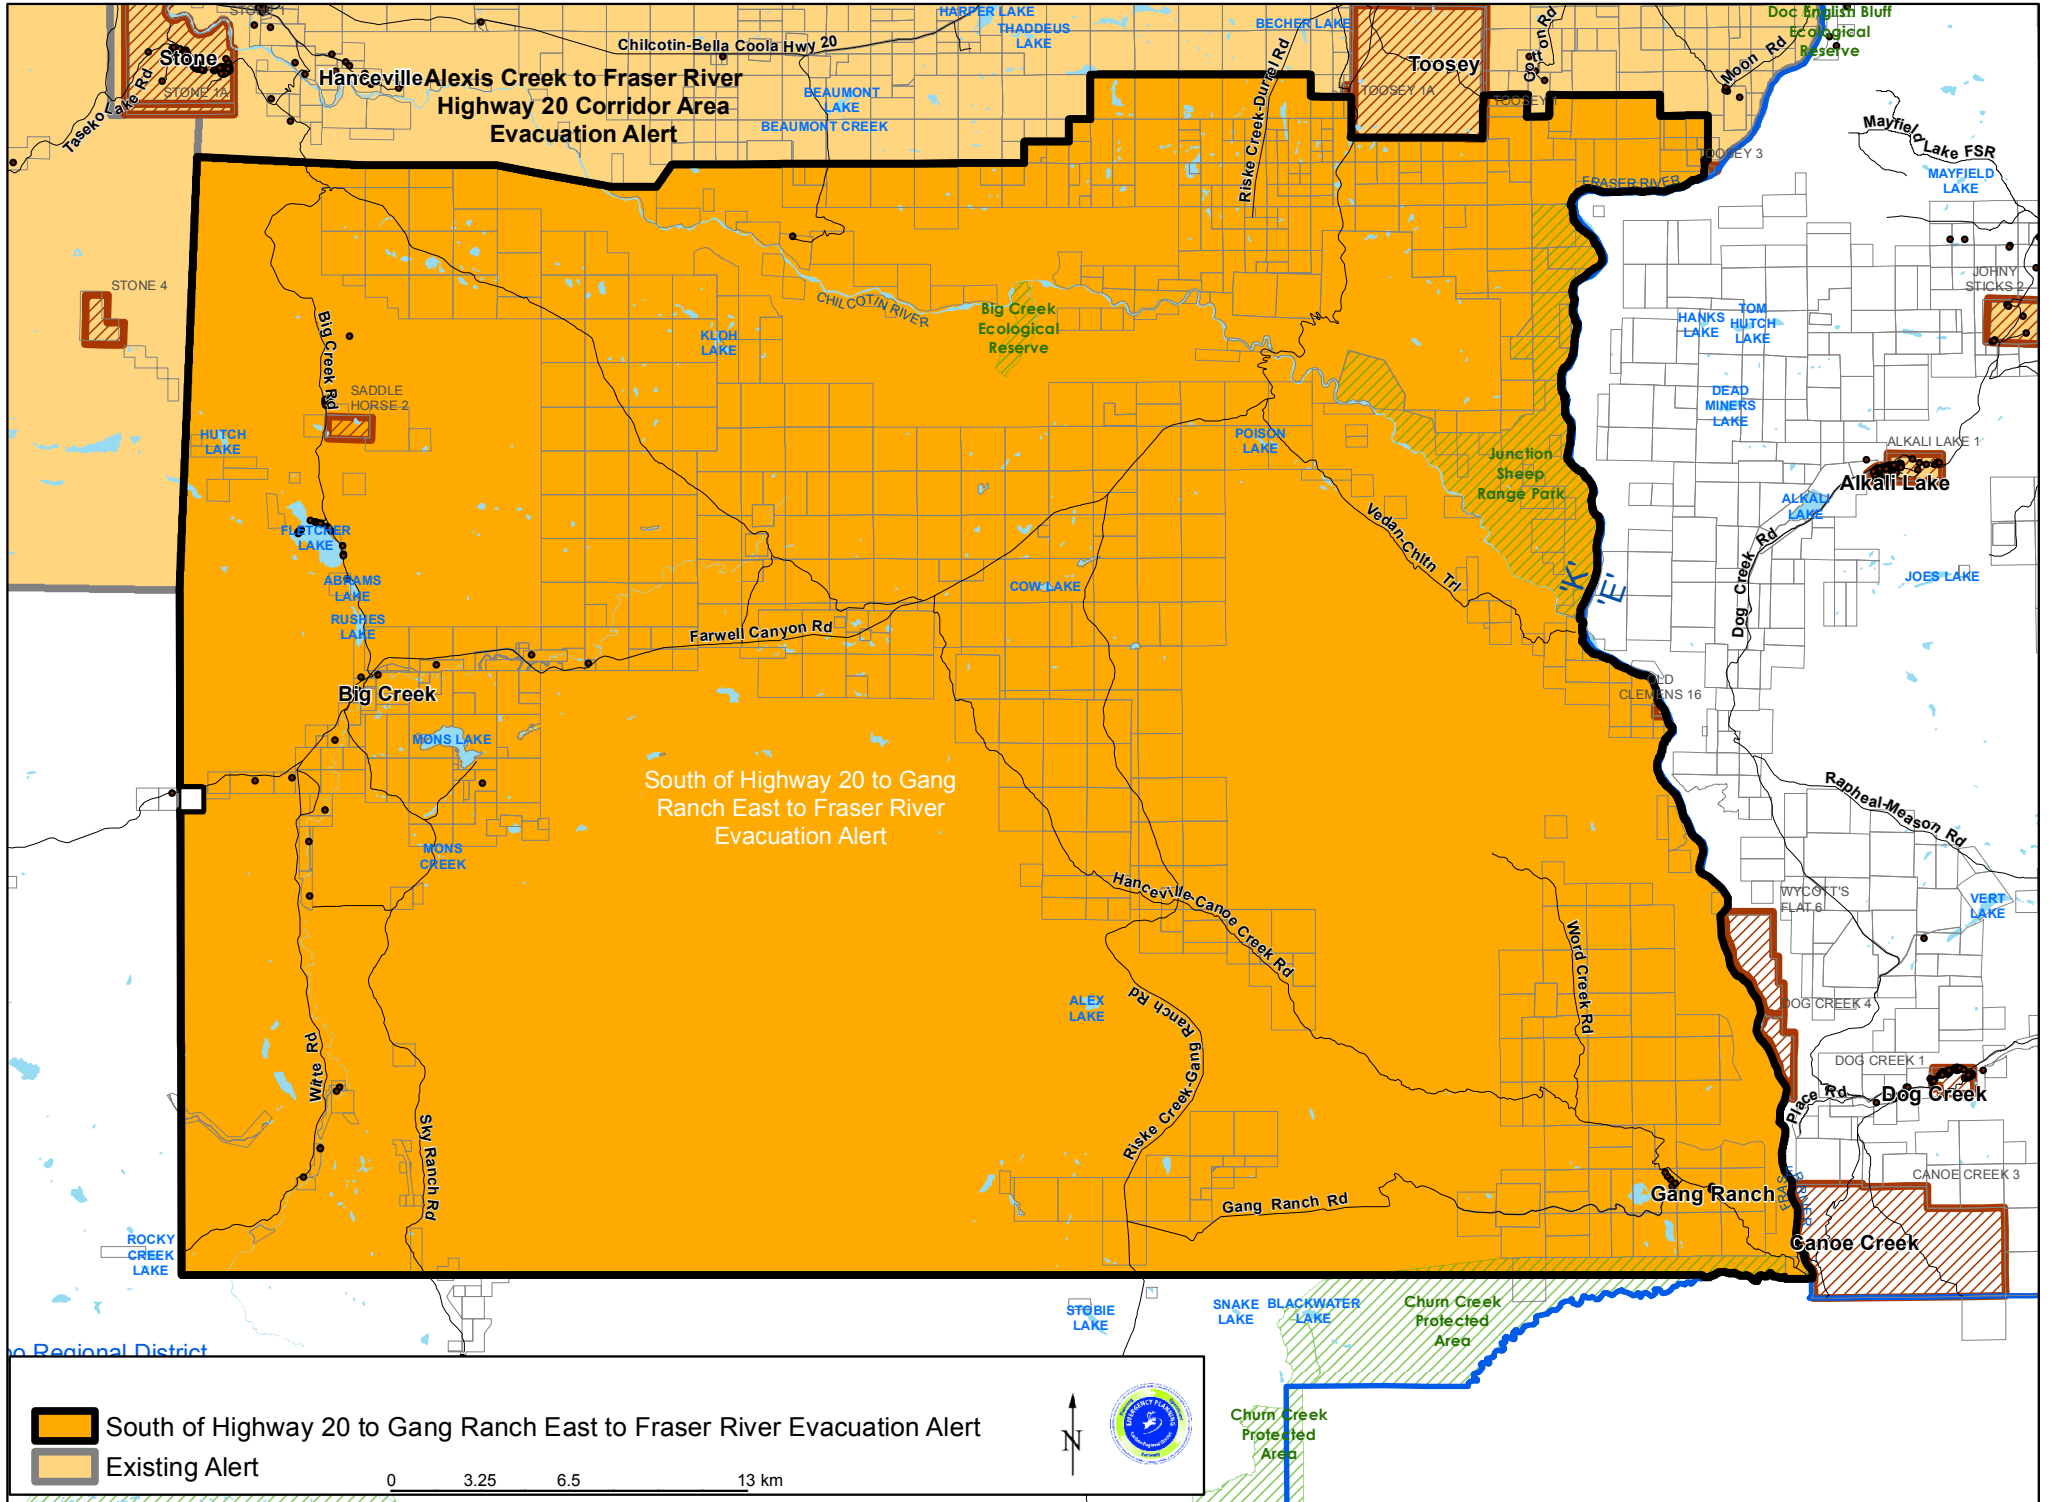 STONE 1
HARPER LAKE
THADDEUS
LAKE
BECHER LAKE
Doc English Bluff
Ecological
Reserve
Chilcotin-Bella Coola Hwy 20
Cotton Rd
Moon Rd
Stone
STONE 1A
Taseko Lake Rd
Hanceville
Alexis Creek to Fraser River
Highway 20 Corridor Area
Evacuation Alert
BEAUMONT
LAKE
BEAUMONT CREEK
Riske Creek-Durrel Rd
Toosey
TOOSEY 1A
TOOSEY 1
TOOSEY 3
Mayfield Lake FSR
MAYFIELD
LAKE
FRASER RIVER
STONE 4
Big Creek Rd
CHILCOTIN RIVER
Big Creek
Ecological
Reserve
KLOH
LAKE
JOHNY
STICKS 2
HANKS
LAKE
TOM
HUTCH
LAKE
SADDLE
HORSE 2
DEAD
MINERS
LAKE
HUTCH
LAKE
POISON
LAKE
Junction
Sheep
Range Park
ALKALI LAKE 1
Alkali Lake
ALKALI
LAKE
FLETCHER
LAKE
Vedan-Chltn Trl
Dog Creek Rd
ABRAMS
LAKE
COW LAKE
'K'
'E'
JOES LAKE
RUSHES
LAKE
Farwell Canyon Rd
Big Creek
OLD
CLEMENS 16
MONS LAKE
South of Highway 20 to Gang
Ranch East to Fraser River
Evacuation Alert
Rapheal-Meason Rd
MONS
CREEK
Hanceville-Canoe Creek Rd
WYCOTT'S
FLAT 6
VERT
LAKE
Word Creek Rd
ALEX
LAKE
Riske Creek-Gang Ranch Rd
DOG CREEK 4
Witte Rd
DOG CREEK 1
Dog Creek
Place Rd
Sky Ranch Rd
CANOE CREEK 3
Gang Ranch Rd
Gang Ranch
Canoe Creek
ROCKY
CREEK
LAKE
STOBIE
LAKE
SNAKE
LAKE
BLACKWATER
LAKE
Churn Creek
Protected
Area
oo Regional District
Churn Creek
Protected
Area
South of Highway 20 to Gang Ranch East to Fraser River Evacuation Alert
Existing Alert
0 3.25 6.5 13 km
N
EMERGENCY PLANNING